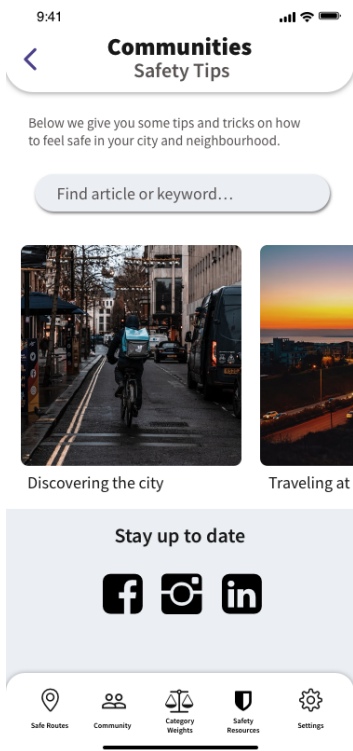 9:41
Communities
Safety Tips
Below we give you some tips and tricks on how
to feel safe in your city and neighbourhood.
Find article or keyword...
Discovering the city
Traveling at
Stay up to date
Safe Routes
Community
Category
Weights
Safety
Resources
Settings